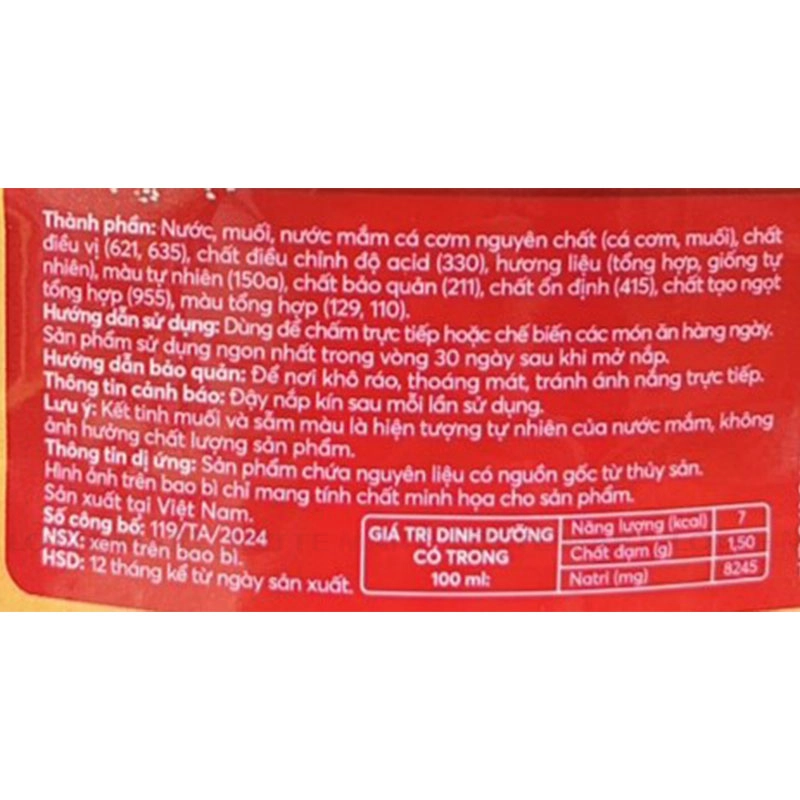 Thành phần: Nước, muối, nước mắm cá cơm nguyên chất (cá cơm, muối), chất
điều vị (621, 635), chất điều chỉnh độ acid (330), hương liệu (tổng hợp, giống tự
nhiên), màu tự nhiên (150a), chất bảo quản (211), chất ổn định (415), chất tạo ngọt
tổng hợp (955), màu tổng hợp (129, 110).
Hướng dẫn sử dụng: Dùng để chấm trực tiếp hoặc chế biến các món ăn hàng ngày.
Sản phẩm sử dụng ngon nhất trong vòng 30 ngày sau khi mở nắp.
Hướng dẫn bảo quản: Để nơi khô ráo, thoáng mát, tránh ánh nắng trực tiếp.
Thông tin cảnh báo: Đậy nắp kín sau mỗi lần sử dụng.
Lưu ý: Kết tinh muối và sẫm màu là hiện tượng tự nhiên của nước mắm, không
ảnh hưởng chất lượng sản phẩm.
Thông tin dị ứng: Sản phẩm chứa nguyên liệu có nguồn gốc từ thủy sản.
Hình ảnh trên bao bì chỉ mang tính chất minh họa cho sản phẩm.
Sản xuất tại Việt Nam.
Số công bố: 119/TA/2024
NSX: xem trên bao bì.
HSD: 12 tháng kể từ ngày sản xuất.
GIÁ TRỊ DINH DƯỠNG
CÓ TRONG
100 ml:
Năng lượng (kcal) 7
Chất đạm (g) 1,50
Natri (mg) 8245